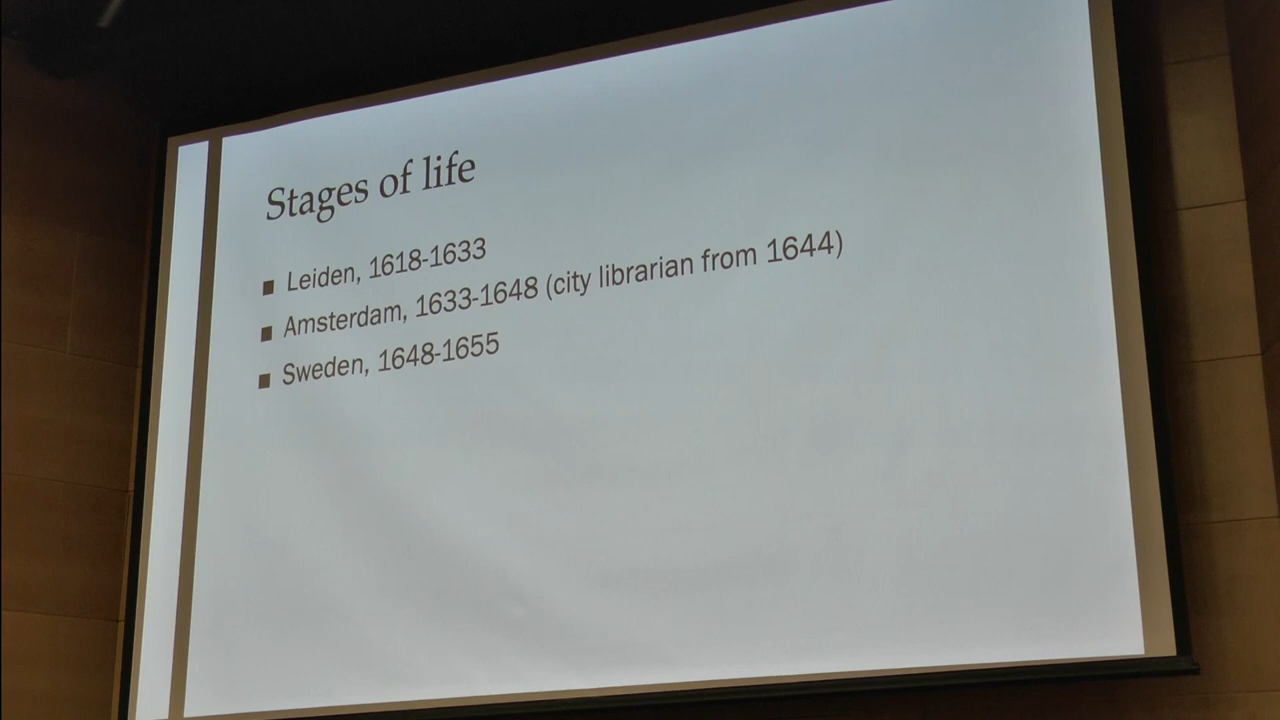 Stages of life
Leiden, 1618-1633
Amsterdam, 1633-1648 (city librarian from 1644)
Sweden, 1648-1655